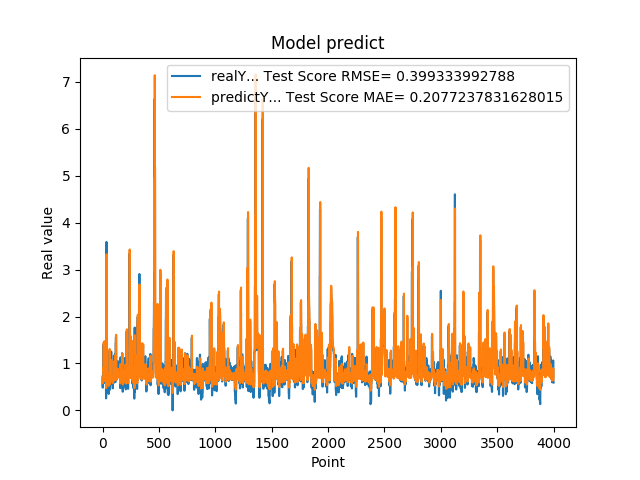 Model predict
realY... Test Score RMSE= 0.399333992788
predictY... Test Score MAE= 0.2077237831628015
7
6
5
4
3
2
1
0
Real value
0 500 1000 1500 2000 2500 3000 3500 4000
Point